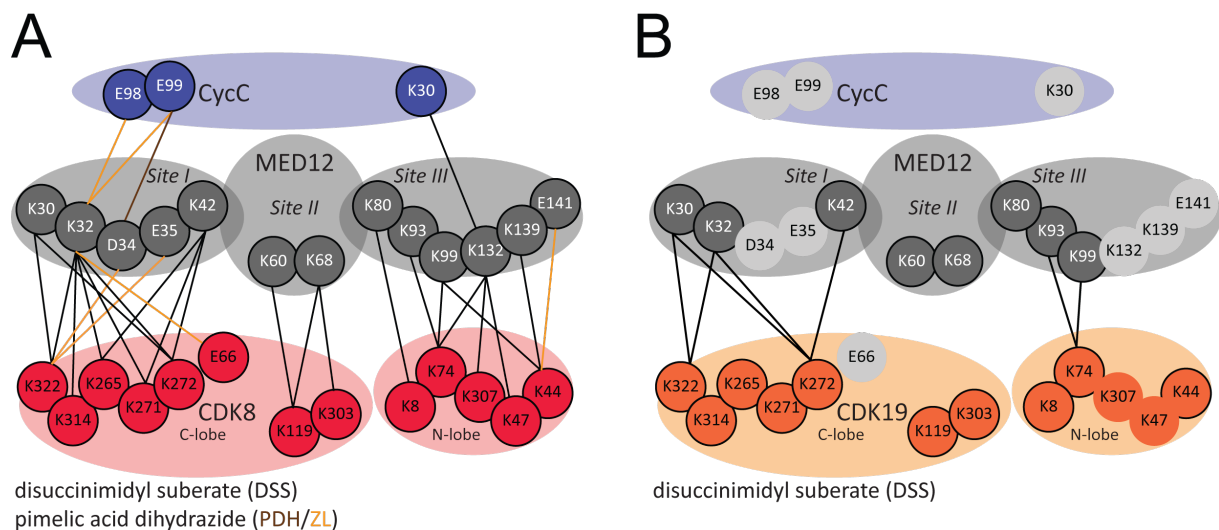 A
E98 E99 CycC K30
MED12
Site I Site II Site III
K30 K32 D34 E35 K42
K60 K68
K80 K93 K99 K132 K139 E141
K322 K314 K265 K271 K272 E66
CDK8
C-lobe
K119 K303
K8 K74 K307 K47 K44
N-lobe
disuccinimidyl suberate (DSS)
pimelic acid dihydrazide (PDH/ZL)
B
E98 E99 CycC K30
MED12
Site I Site II Site III
K30 K32 D34 E35 K42
K60 K68
K80 K93 K99 K132 K139 E141
K322 K314 K265 K271 K272 E66
CDK19
C-lobe
K119 K303
K8 K74 K307 K47 K44
N-lobe
disuccinimidyl suberate (DSS)